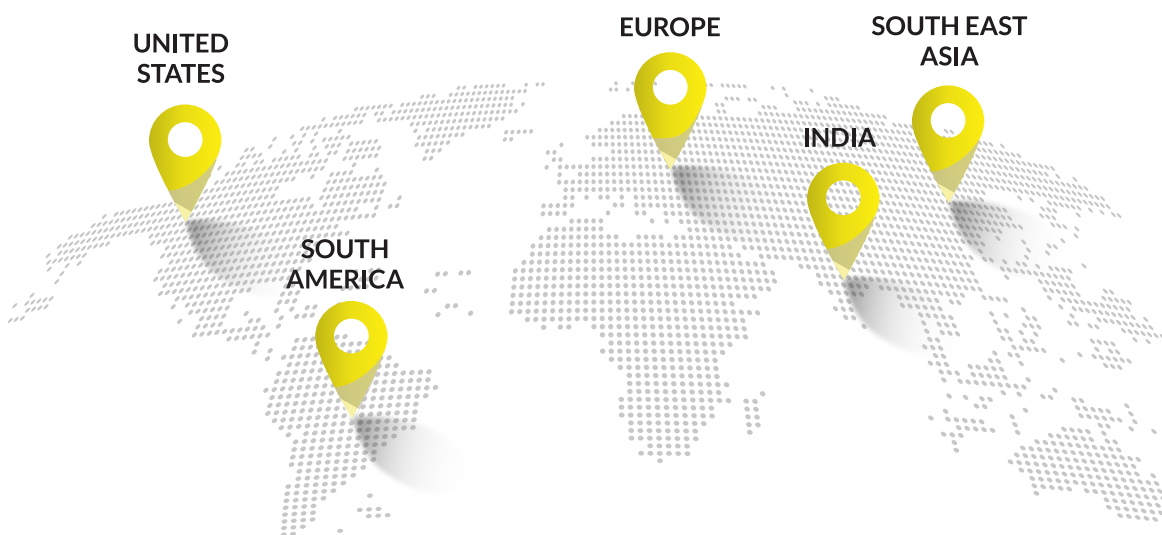 UNITED
STATES
EUROPE
SOUTH EAST
ASIA
INDIA
SOUTH
AMERICA